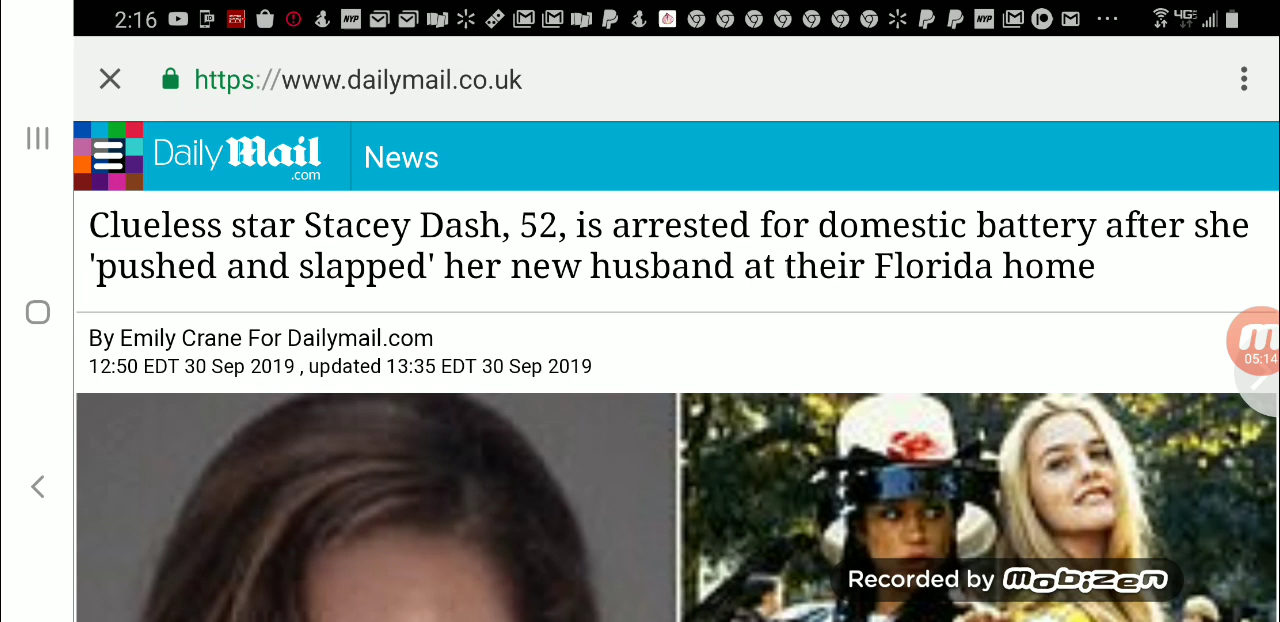 2:16
NYP
NYP
4G
https://www.dailymail.co.uk
Daily Mail
.com
News
Clueless star Stacey Dash, 52, is arrested for domestic battery after she
'pushed and slapped' her new husband at their Florida home
By Emily Crane For Dailymail.com
12:50 EDT 30 Sep 2019 , updated 13:35 EDT 30 Sep 2019
m
05:14
Recorded by mobizen